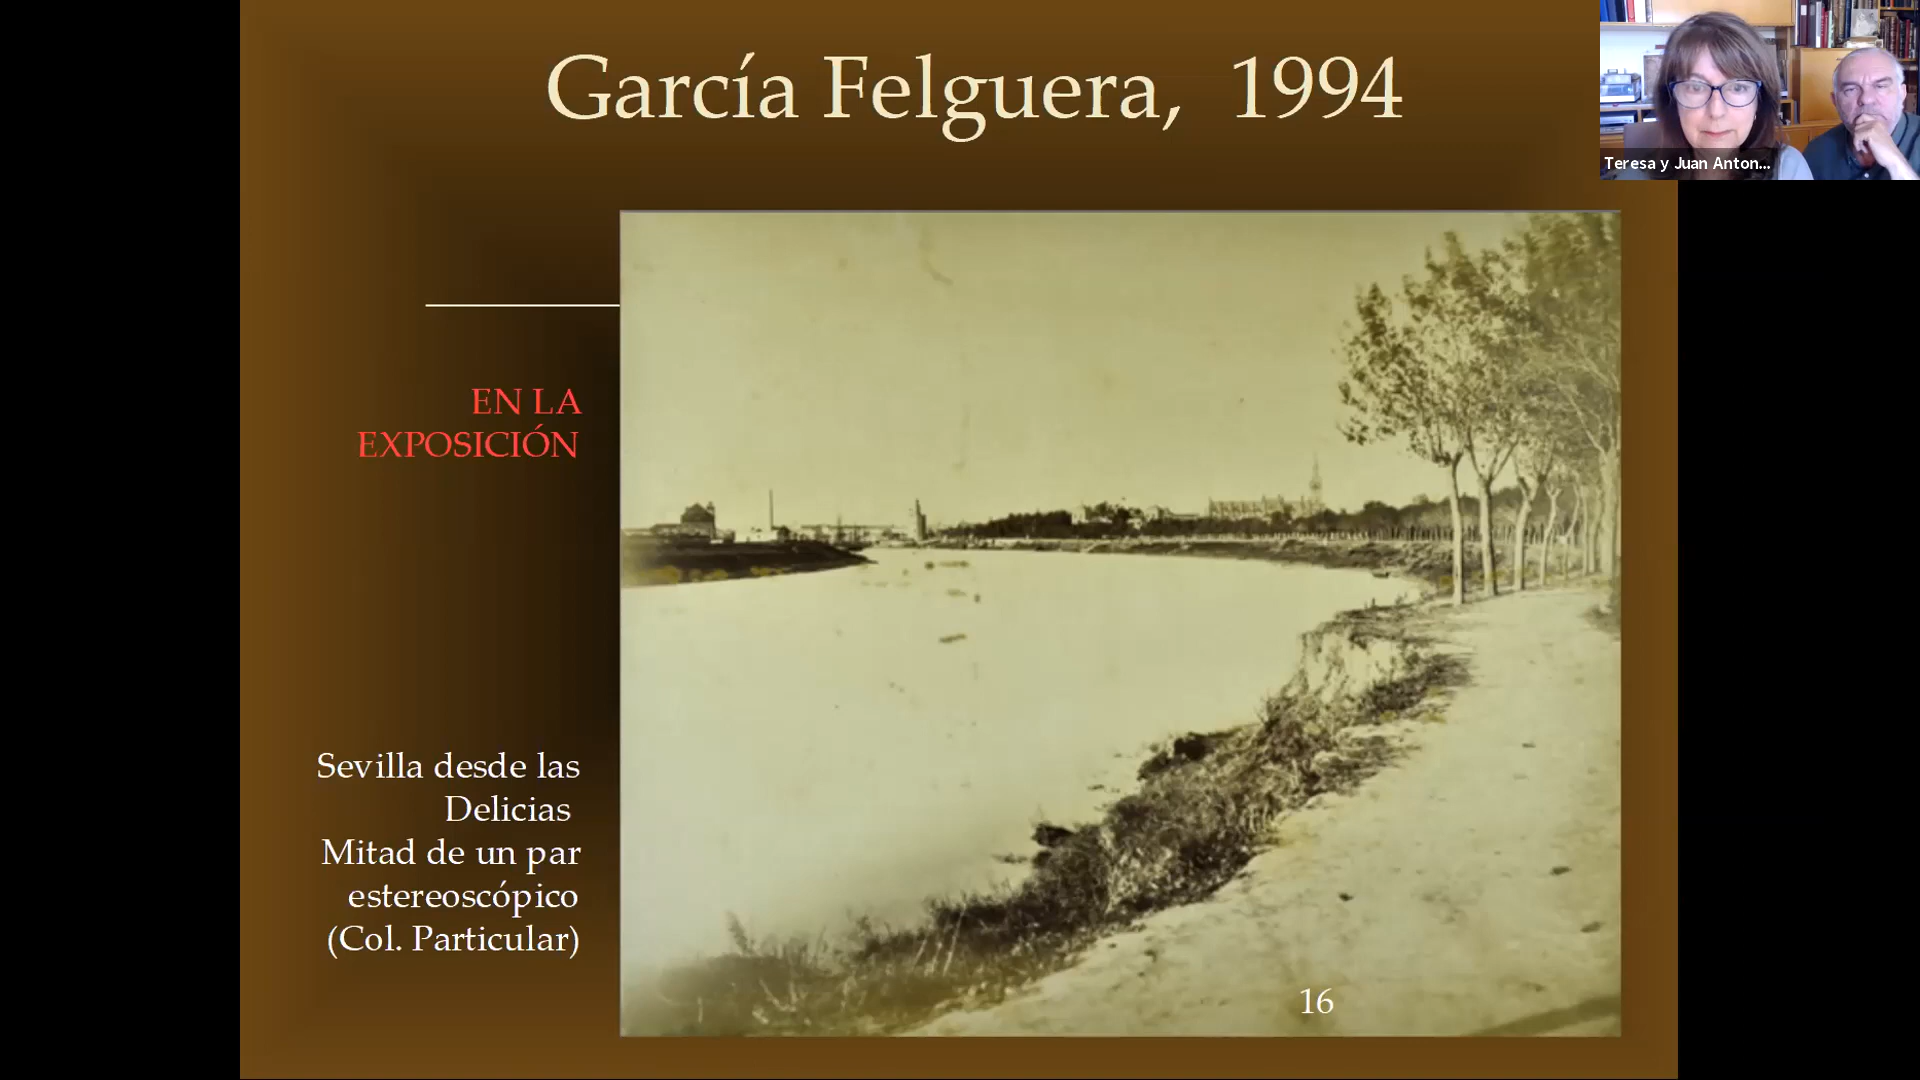 García Felguera, 1994
Teresa y Juan Anton...
EN LA
EXPOSICIÓN
Sevilla desde las
Delicias
Mitad de un par
estereoscópico
(Col. Particular)
16